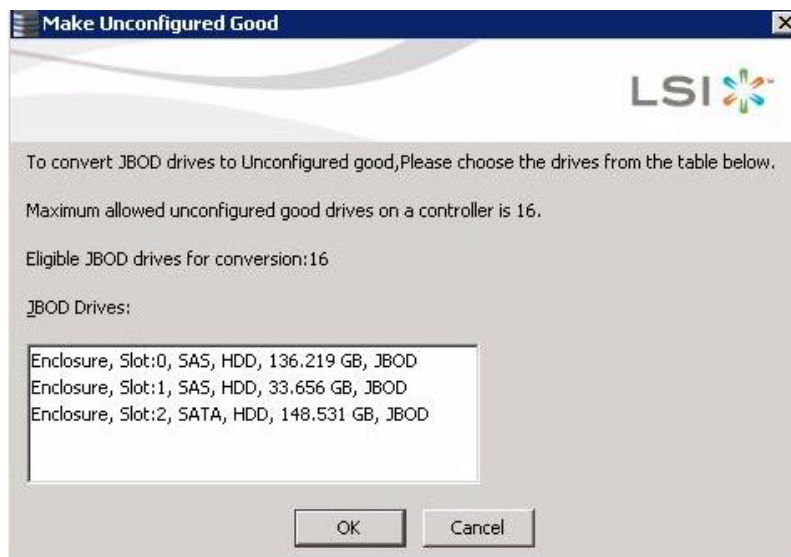 Make Unconfigured Good
LSI
To convert JBOD drives to Unconfigured good,Please choose the drives from the table below.
Maximum allowed unconfigured good drives on a controller is 16.
Eligible JBOD drives for conversion:16
JBOD Drives:
Enclosure, Slot:0, SAS, HDD, 136.219 GB, JBOD
Enclosure, Slot:1, SAS, HDD, 33.656 GB, JBOD
Enclosure, Slot:2, SATA, HDD, 148.531 GB, JBOD
OK
Cancel